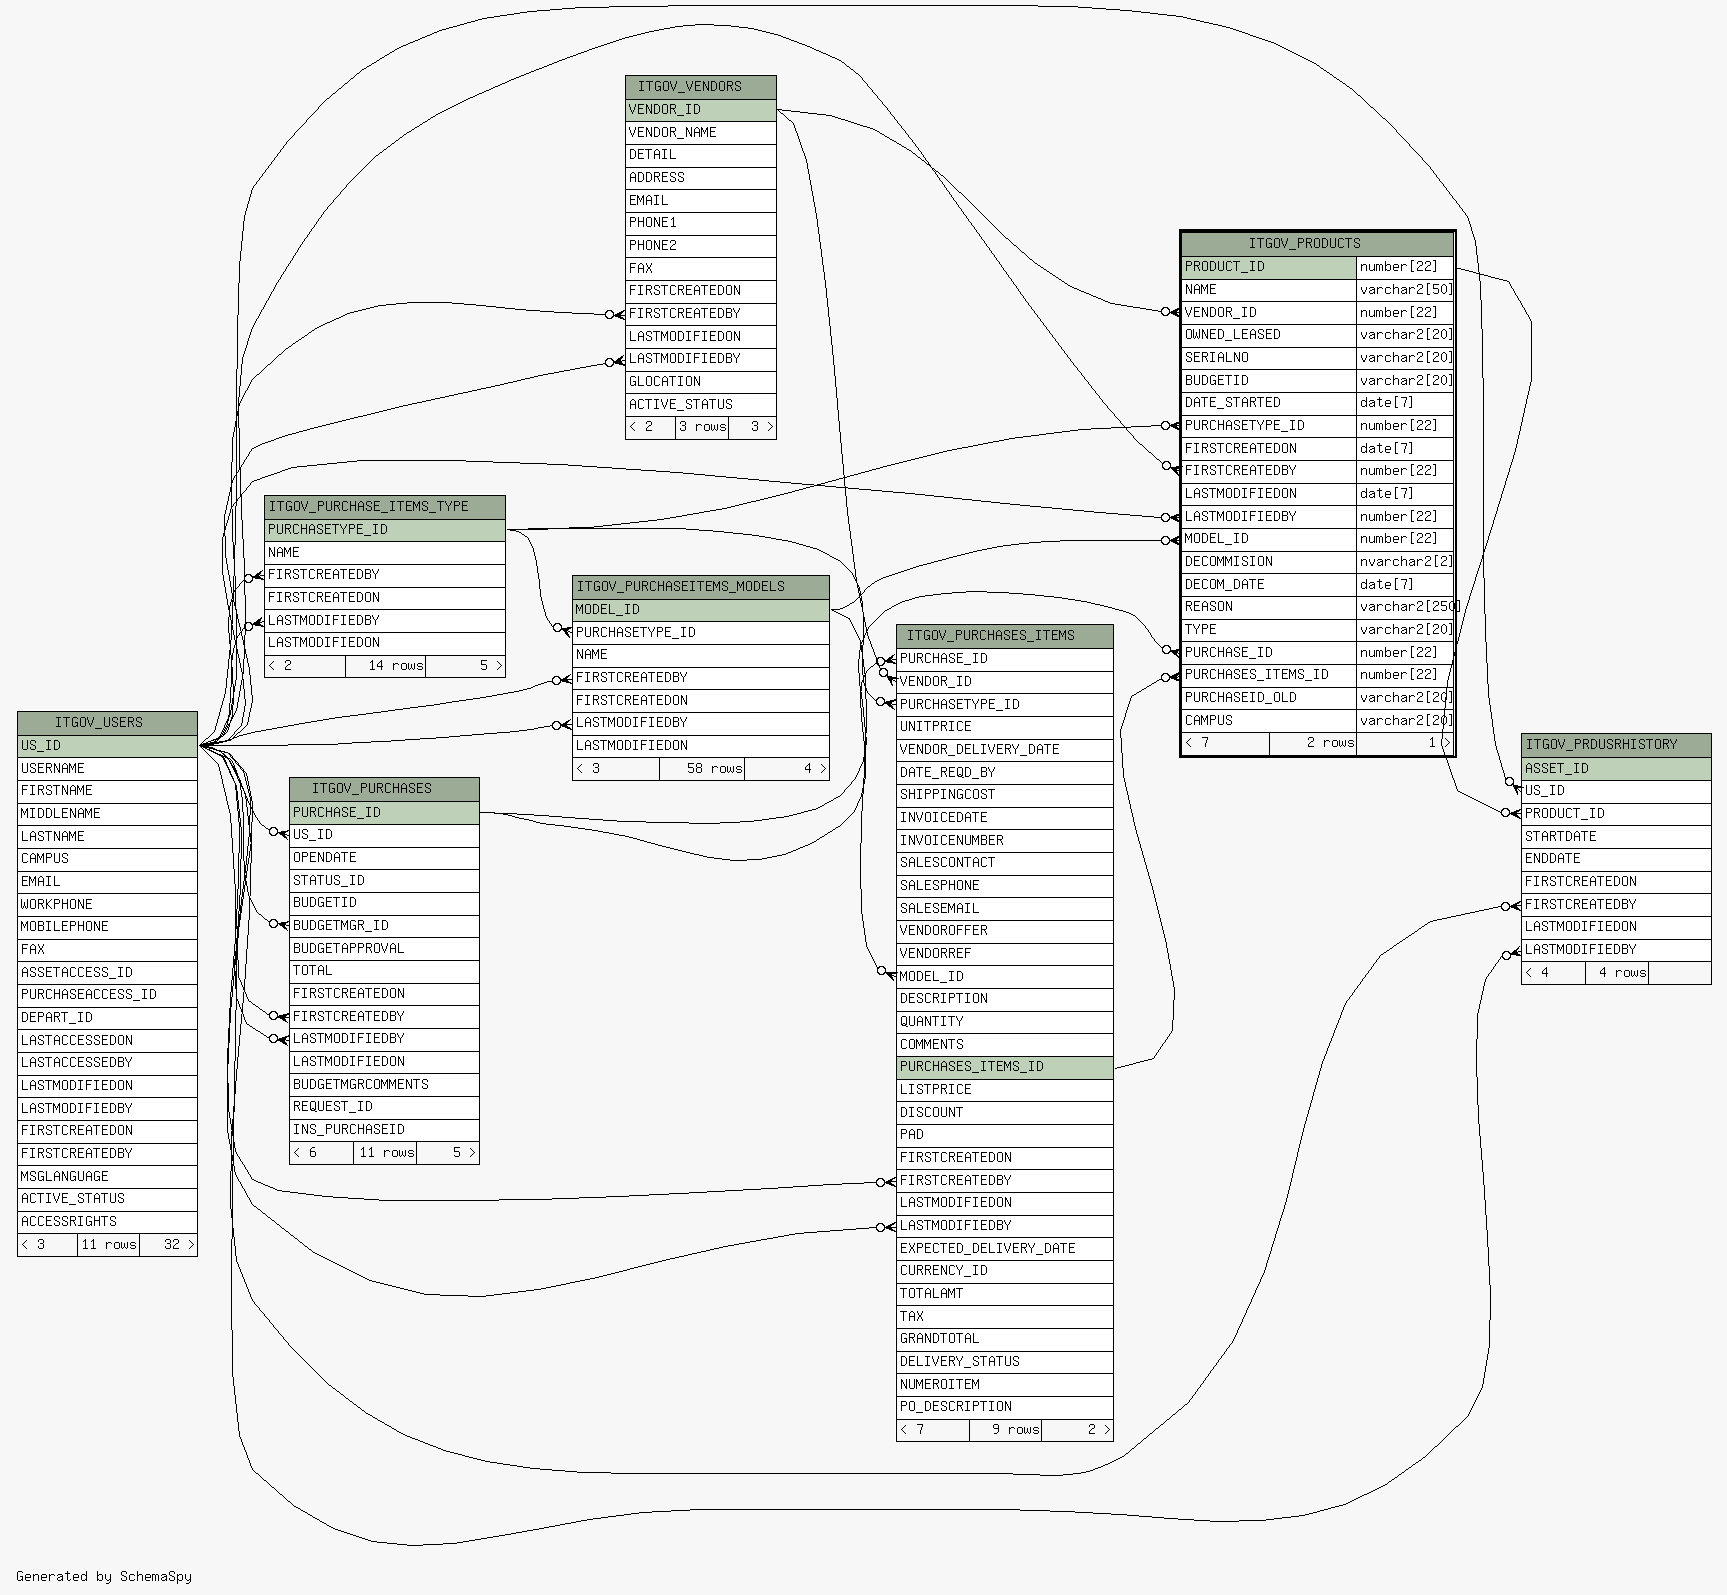 ITGOV_VENDORS
VENDOR_ID
VENDOR_NAME
DETAIL
ADDRESS
EMAIL
PHONE1
PHONE2
FAX
FIRSTCREATEDON
FIRSTCREATEDBY
LASTMODIFIEDON
LASTMODIFIEDBY
GLOCATION
ACTIVE_STATUS
< 2 3 rows 3 >
ITGOV_PRODUCTS
PRODUCT_ID number[22]
NAME varchar2[50]
VENDOR_ID number[22]
OWNED_LEASED varchar2[20]
SERIALNO varchar2[20]
BUDGETID varchar2[20]
DATE_STARTED date[7]
PURCHASETYPE_ID number[22]
FIRSTCREATEDON date[7]
FIRSTCREATEDBY number[22]
LASTMODIFIEDON date[7]
LASTMODIFIEDBY number[22]
MODEL_ID number[22]
DECOMMISION nvarchar2[2]
DECOM_DATE date[7]
REASON varchar2[250]
TYPE varchar2[20]
PURCHASE_ID number[22]
PURCHASES_ITEMS_ID number[22]
PURCHASEID_OLD varchar2[20]
CAMPUS varchar2[20]
< 7 2 rows 1 >
ITGOV_PURCHASE_ITEMS_TYPE
PURCHASETYPE_ID
NAME
FIRSTCREATEDBY
FIRSTCREATEDON
LASTMODIFIEDBY
LASTMODIFIEDON
< 2 14 rows 5 >
ITGOV_PURCHASEITEMS_MODELS
MODEL_ID
PURCHASETYPE_ID
NAME
FIRSTCREATEDBY
FIRSTCREATEDON
LASTMODIFIEDBY
LASTMODIFIEDON
< 3 58 rows 4 >
ITGOV_PURCHASES_ITEMS
PURCHASE_ID
VENDOR_ID
PURCHASETYPE_ID
UNITPRICE
VENDOR_DELIVERY_DATE
DATE_REQD_BY
SHIPPINGCOST
INVOICEDATE
INVOICENUMBER
SALESCONTACT
SALESPHONE
SALESEMAIL
VENDOROFFER
VENDORREF
MODEL_ID
DESCRIPTION
QUANTITY
COMMENTS
PURCHASES_ITEMS_ID
LISTPRICE
DISCOUNT
PAD
FIRSTCREATEDON
FIRSTCREATEDBY
LASTMODIFIEDON
LASTMODIFIEDBY
EXPECTED_DELIVERY_DATE
CURRENCY_ID
TOTALAMT
TAX
GRANDTOTAL
DELIVERY_STATUS
NUMEROITEM
PO_DESCRIPTION
< 7 9 rows 2 >
ITGOV_USERS
US_ID
USERNAME
FIRSTNAME
MIDDLENAME
LASTNAME
CAMPUS
EMAIL
WORKPHONE
MOBILEPHONE
FAX
ASSETACCESS_ID
PURCHASEACCESS_ID
DEPART_ID
LASTACCESSEDON
LASTACCESSEDBY
LASTMODIFIEDON
LASTMODIFIEDBY
FIRSTCREATEDON
FIRSTCREATEDBY
MSGLANGUAGE
ACTIVE_STATUS
ACCESSRIGHTS
< 3 11 rows 32 >
ITGOV_PURCHASES
PURCHASE_ID
US_ID
OPENDATE
STATUS_ID
BUDGETID
BUDGETMGR_ID
BUDGETAPPROVAL
TOTAL
FIRSTCREATEDON
FIRSTCREATEDBY
LASTMODIFIEDBY
LASTMODIFIEDON
BUDGETMGRCOMMENTS
REQUEST_ID
INS_PURCHASEID
< 6 11 rows 5 >
ITGOV_PRDUSRHISTORY
ASSET_ID
US_ID
PRODUCT_ID
STARTDATE
ENDDATE
FIRSTCREATEDON
FIRSTCREATEDBY
LASTMODIFIEDON
LASTMODIFIEDBY
< 4 4 rows
Generated by SchemaSpy